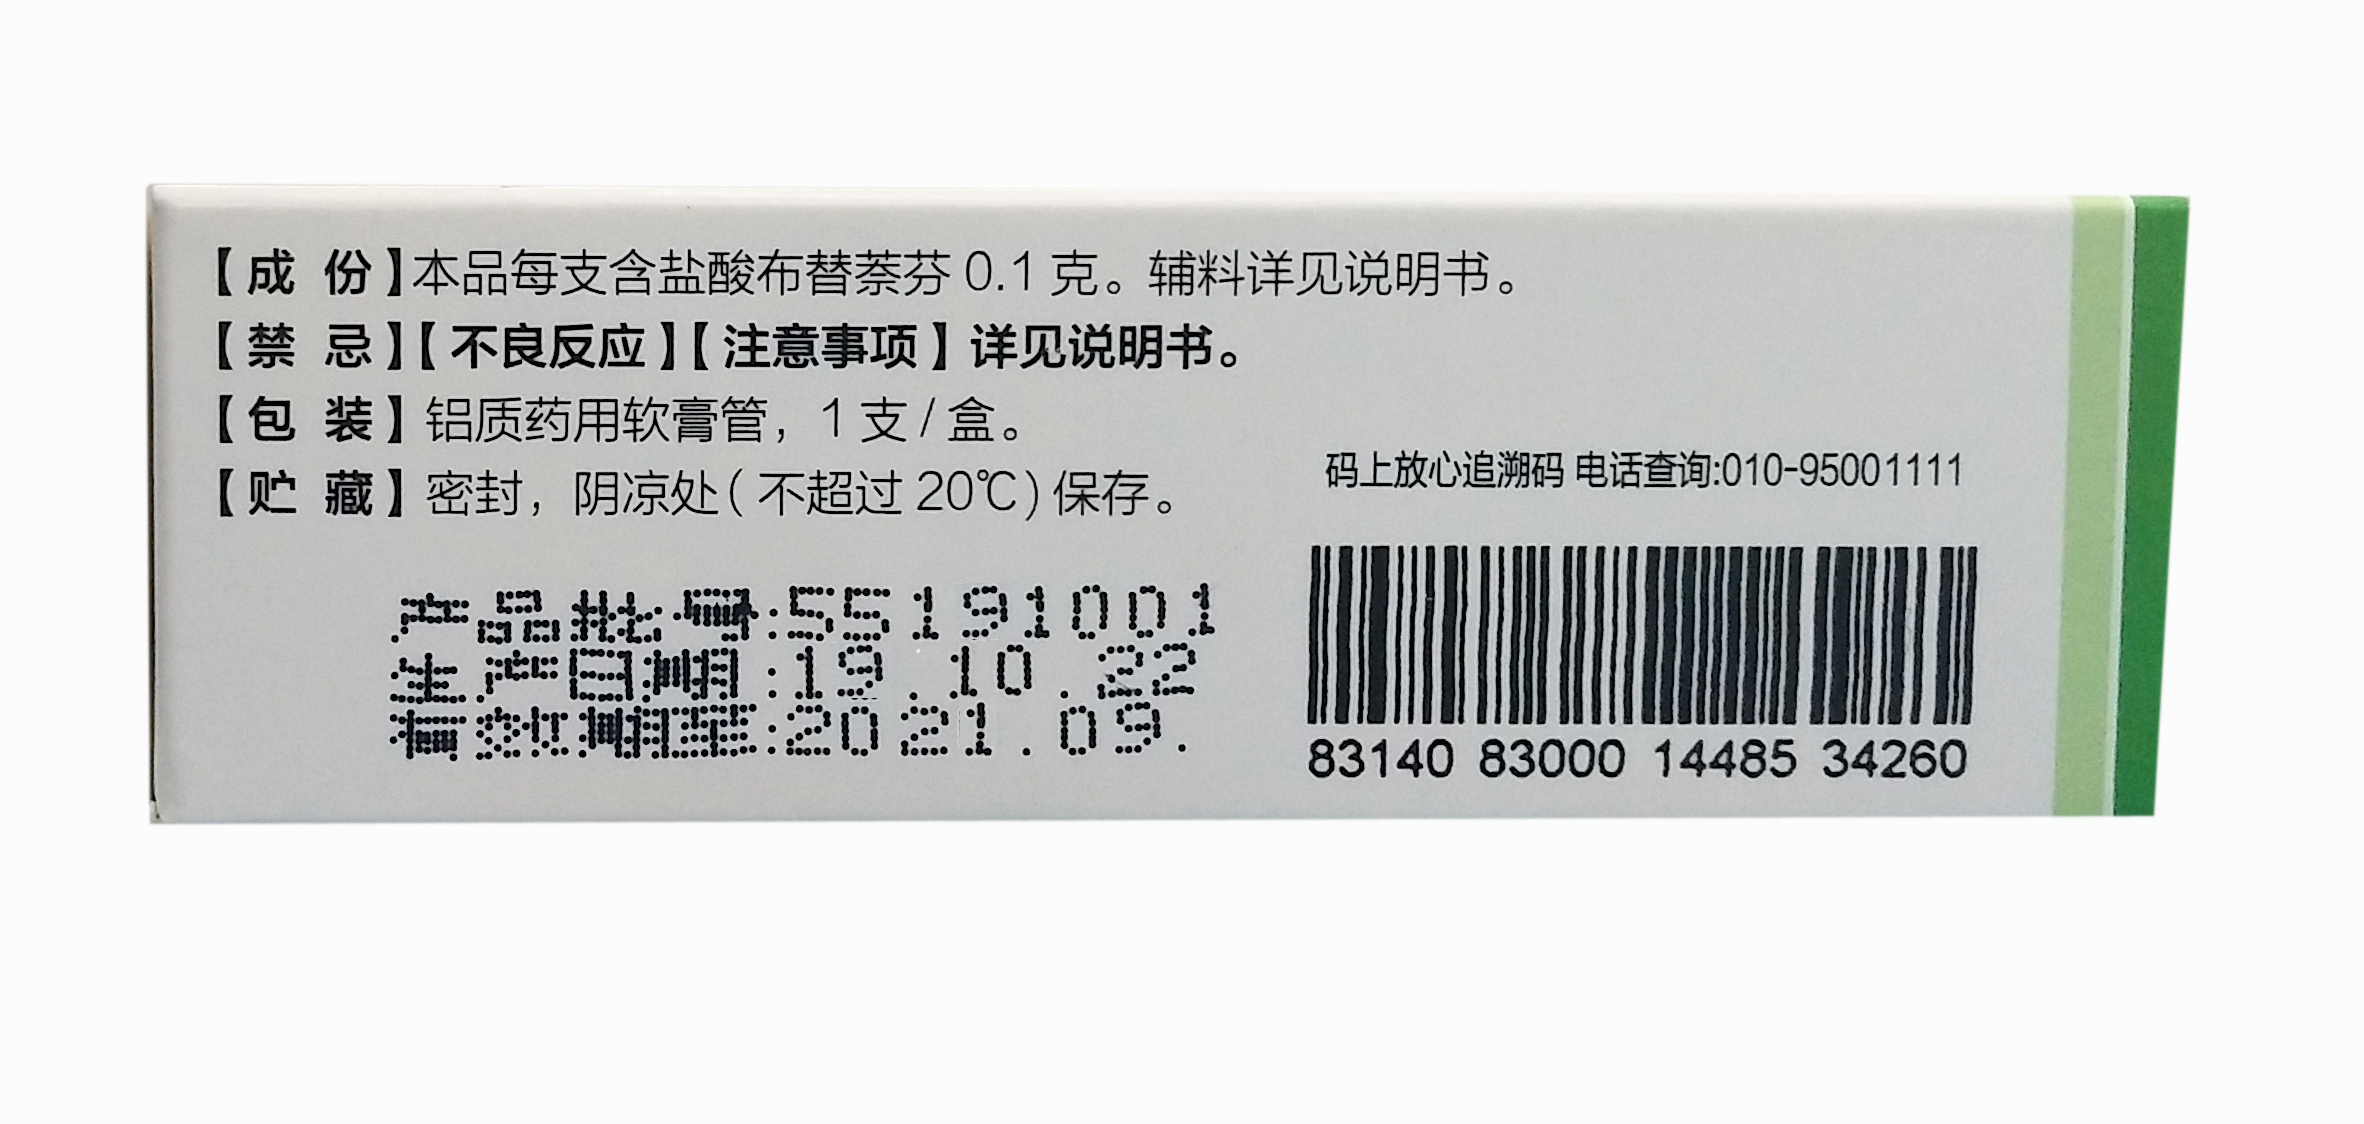 【成 份】本品每支含盐酸布替萘芬 0.1 克。辅料详见说明书。
【禁 忌】【不良反应】【注意事项】详见说明书。
【包 装】铝质药用软膏管，1 支 / 盒。
【贮 藏】密封，阴凉处( 不超过 20℃) 保存。
码上放心追溯码 电话查询:010-95001111
产品批号:55191001
生产日期:19.10.22
有效期至:2021.09.
83140 83000 14485 34260